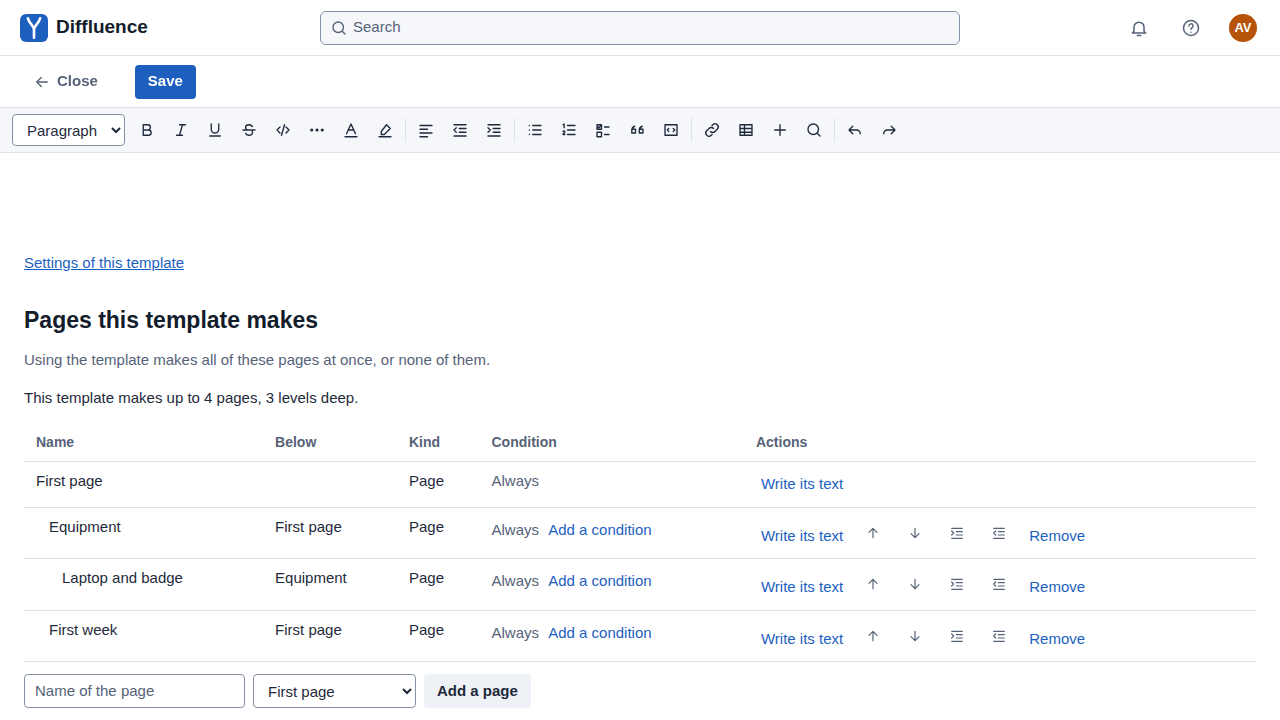 Diffluence
Search
AV
Close
Save
Paragraph
Settings of this template
Pages this template makes
Using the template makes all of these pages at once, or none of them.
This template makes up to 4 pages, 3 levels deep.
Name Below Kind Condition Actions
First page Page Always Write its text
Equipment First page Page Always Add a condition Write its text Remove
Laptop and badge Equipment Page Always Add a condition Write its text Remove
First week First page Page Always Add a condition Write its text Remove
Name of the page First page Add a page